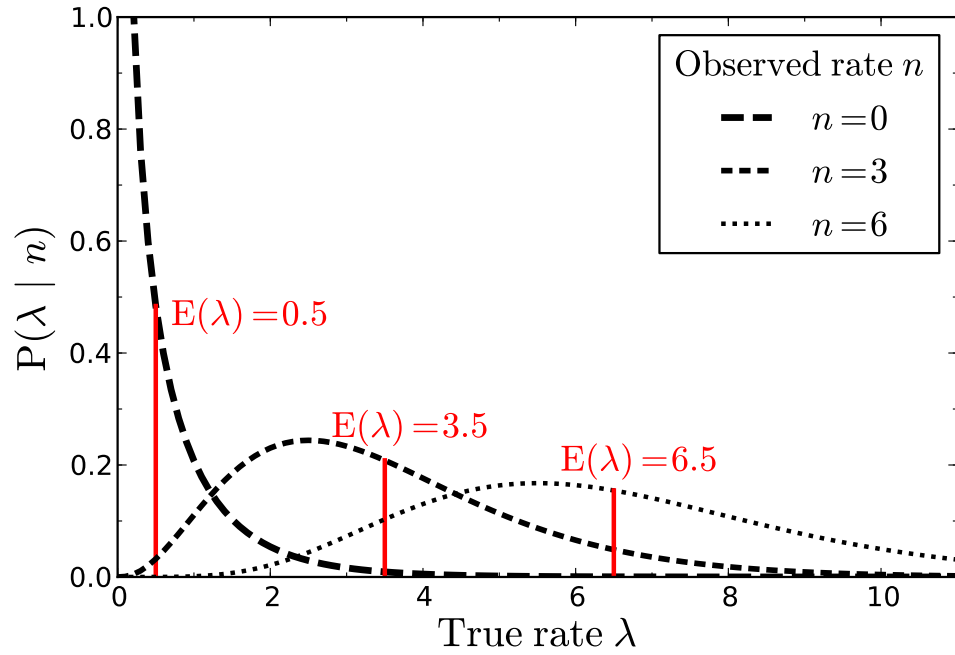 1.0
0.8
0.6
0.4
0.2
0.0
P(λ | n)
Observed rate n
n=0
n=3
n=6
E(λ)=0.5
E(λ)=3.5
E(λ)=6.5
0 2 4 6 8 10
True rate λ